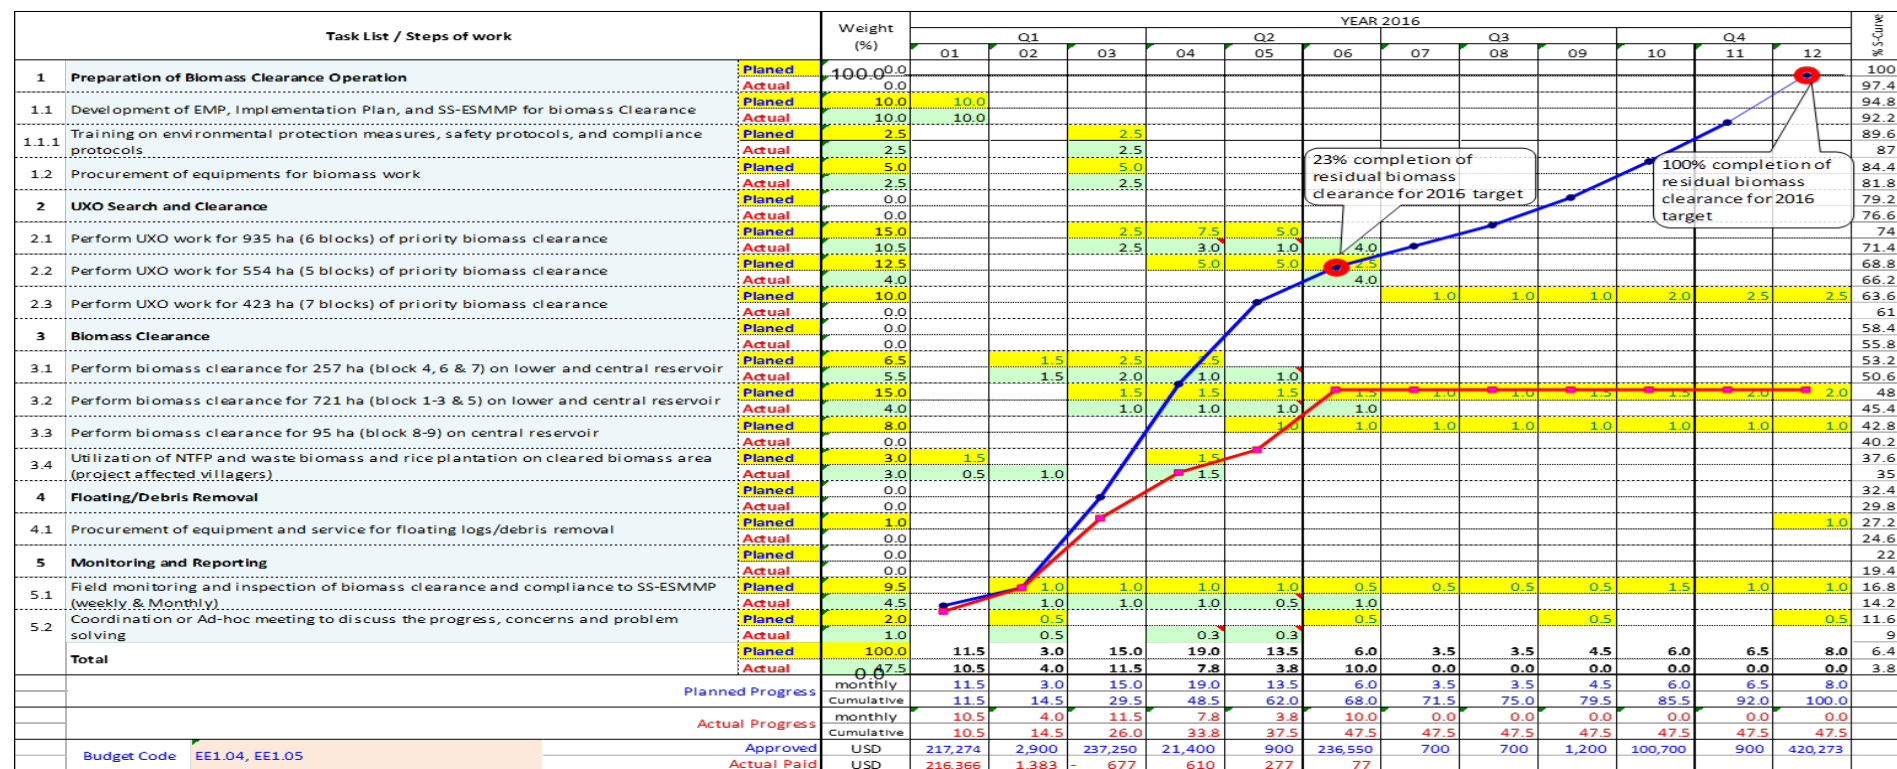 Task List / Steps of work Weight (%) YEAR 2016 % S-Curve
Q1 Q2 Q3 Q4
01 02 03 04 05 06 07 08 09 10 11 12
1 Preparation of Biomass Clearance Operation Planed 100.0 0.0 100
Actual 0.0 97.4
1.1 Development of EMP, Implementation Plan, and SS-ESMMP for biomass Clearance Planed 10.0 10.0 94.8
Actual 10.0 10.0 92.2
1.1.1 Training on environmental protection measures, safety protocols, and compliance protocols Planed 2.5 2.5 89.6
Actual 2.5 2.5 87
1.2 Procurement of equipments for biomass work Planed 5.0 5.0 84.4
Actual 2.5 2.5 81.8
23% completion of
residual biomass
clearance for 2016 target
100% completion of
residual biomass
clearance for 2016
target
2 UXO Search and Clearance Planed 0.0 79.2
Actual 0.0 76.6
2.1 Perform UXO work for 935 ha (6 blocks) of priority biomass clearance Planed 15.0 2.5 7.5 5.0 74
Actual 10.5 2.5 3.0 1.0 4.0 71.4
2.2 Perform UXO work for 554 ha (5 blocks) of priority biomass clearance Planed 12.5 5.0 5.0 2.5 68.8
Actual 4.0 4.0 66.2
2.3 Perform UXO work for 423 ha (7 blocks) of priority biomass clearance Planed 10.0 1.0 1.0 1.0 2.0 2.5 2.5 63.6
Actual 0.0 61
3 Biomass Clearance Planed 0.0 58.4
Actual 0.0 55.8
3.1 Perform biomass clearance for 257 ha (block 4, 6 & 7) on lower and central reservoir Planed 6.5 1.5 2.5 2.5 53.2
Actual 5.5 1.5 2.0 1.0 1.0 50.6
3.2 Perform biomass clearance for 721 ha (block 1-3 & 5) on lower and central reservoir Planed 15.0 1.5 1.5 1.5 1.5 1.0 1.0 1.5 1.5 2.0 2.0 48
Actual 4.0 1.0 1.0 1.0 1.0 45.4
3.3 Perform biomass clearance for 95 ha (block 8-9) on central reservoir Planed 8.0 1.0 1.0 1.0 1.0 1.0 1.0 1.0 1.0 42.8
Actual 0.0 40.2
3.4 Utilization of NTFP and waste biomass and rice plantation on cleared biomass area (project affected villagers) Planed 3.0 1.5 1.5 37.6
Actual 3.0 0.5 1.0 1.5 35
4 Floating/Debris Removal Planed 0.0 32.4
Actual 0.0 29.8
4.1 Procurement of equipment and service for floating logs/debris removal Planed 1.0 1.0 27.2
Actual 0.0 24.6
5 Monitoring and Reporting Planed 0.0 22
Actual 0.0 19.4
5.1 Field monitoring and inspection of biomass clearance and compliance to SS-ESMMP (weekly & Monthly) Planed 9.5 1.0 1.0 1.0 1.0 0.5 0.5 0.5 0.5 1.5 1.0 1.0 16.8
Actual 4.5 1.0 1.0 1.0 0.5 1.0 14.2
5.2 Coordination or Ad-hoc meeting to discuss the progress, concerns and problem solving Planed 2.0 0.5 0.5 0.5 0.5 11.6
Actual 1.0 0.5 0.3 0.3 9
Total Planed 100.0 11.5 3.0 15.0 19.0 13.5 6.0 3.5 3.5 4.5 6.0 6.5 8.0 6.4
Actual 0.0 47.5 10.5 4.0 11.5 7.8 3.8 10.0 0.0 0.0 0.0 0.0 0.0 0.0 3.8
Planned Progress monthly 11.5 3.0 15.0 19.0 13.5 6.0 3.5 3.5 4.5 6.0 6.5 8.0
Cumulative 11.5 14.5 29.5 48.5 62.0 68.0 71.5 75.0 79.5 85.5 92.0 100.0
Actual Progress monthly 10.5 4.0 11.5 7.8 3.8 10.0 0.0 0.0 0.0 0.0 0.0 0.0
Cumulative 10.5 14.5 26.0 33.8 37.5 47.5 47.5 47.5 47.5 47.5 47.5 47.5
Budget Code EE1.04, EE1.05 Approved USD 217,274 2,900 237,250 21,400 900 236,550 700 700 1,200 100,700 900 420,273
Actual Paid USD 216.366 1.383 - 677 610 277 77